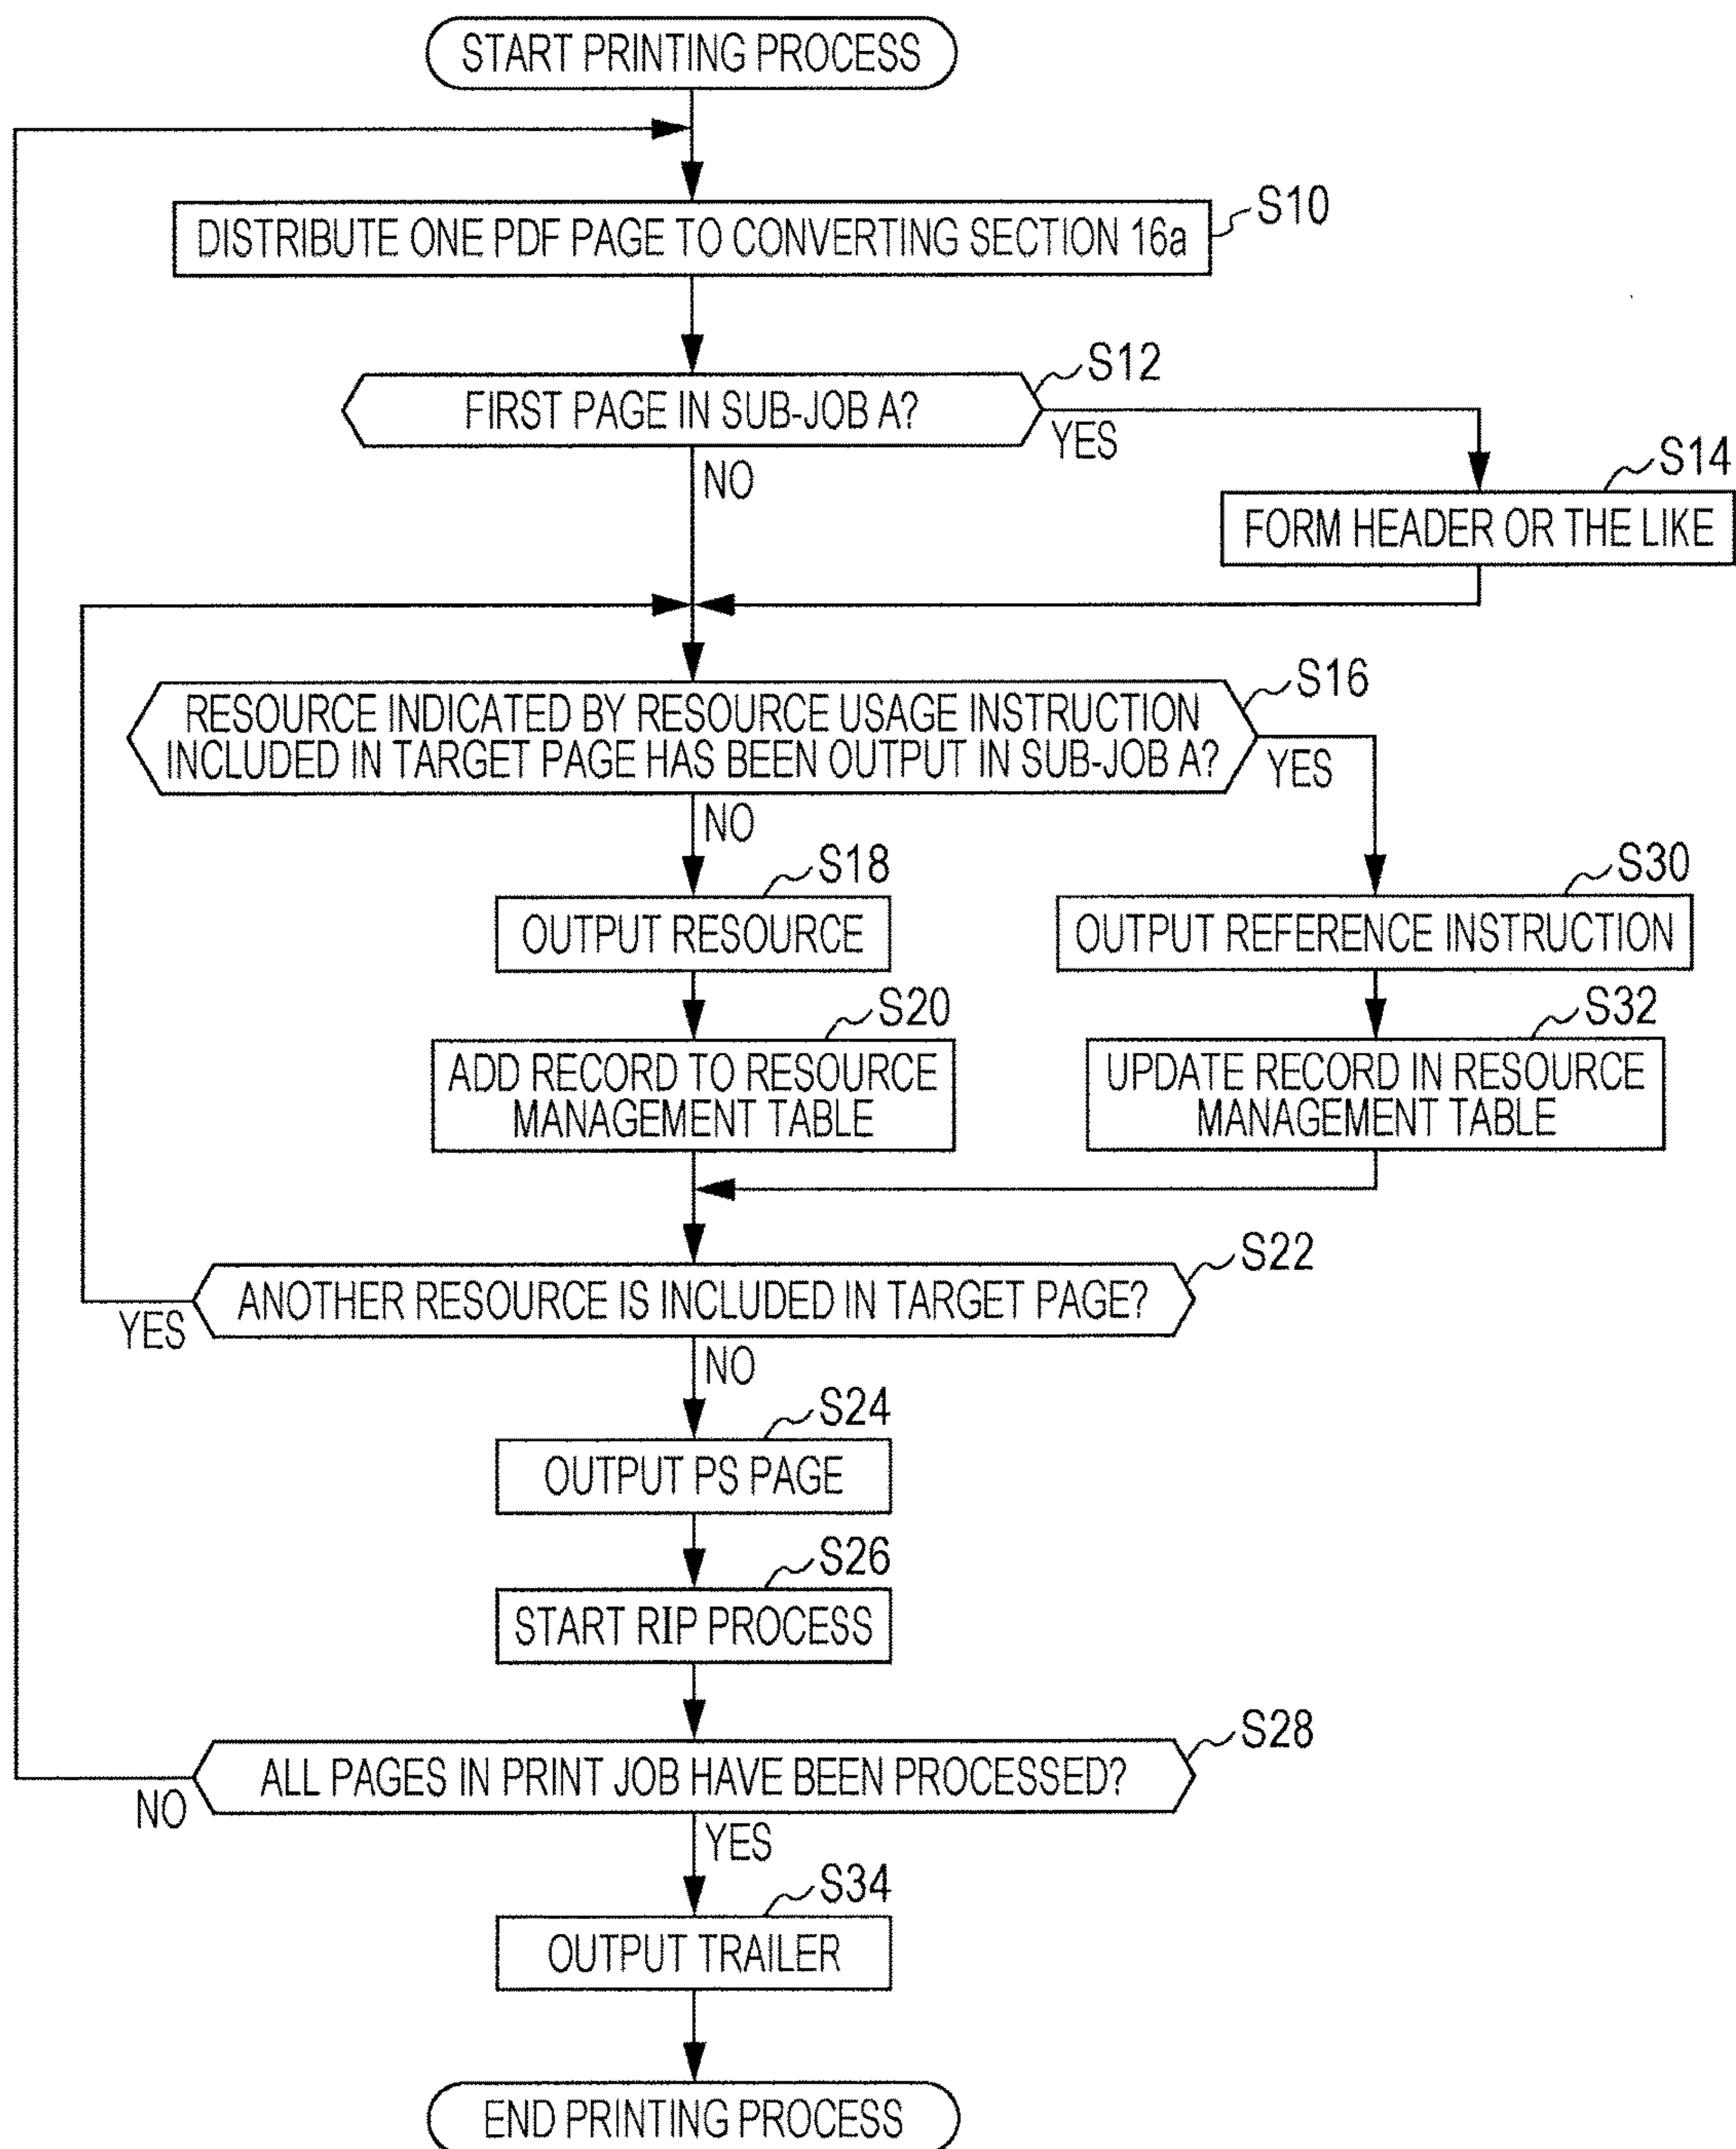 START PRINTING PROCESS
DISTRIBUTE ONE PDF PAGE TO CONVERTING SECTION 16a
S10
FIRST PAGE IN SUB-JOB A?
S12
YES
NO
S14
FORM HEADER OR THE LIKE
RESOURCE INDICATED BY RESOURCE USAGE INSTRUCTION
INCLUDED IN TARGET PAGE HAS BEEN OUTPUT IN SUB-JOB A?
S16
YES
NO
S18
OUTPUT RESOURCE
S30
OUTPUT REFERENCE INSTRUCTION
S20
ADD RECORD TO RESOURCE
MANAGEMENT TABLE
S32
UPDATE RECORD IN RESOURCE
MANAGEMENT TABLE
S22
ANOTHER RESOURCE IS INCLUDED IN TARGET PAGE?
YES
NO
S24
OUTPUT PS PAGE
S26
START RIP PROCESS
S28
ALL PAGES IN PRINT JOB HAVE BEEN PROCESSED?
NO
YES
S34
OUTPUT TRAILER
END PRINTING PROCESS